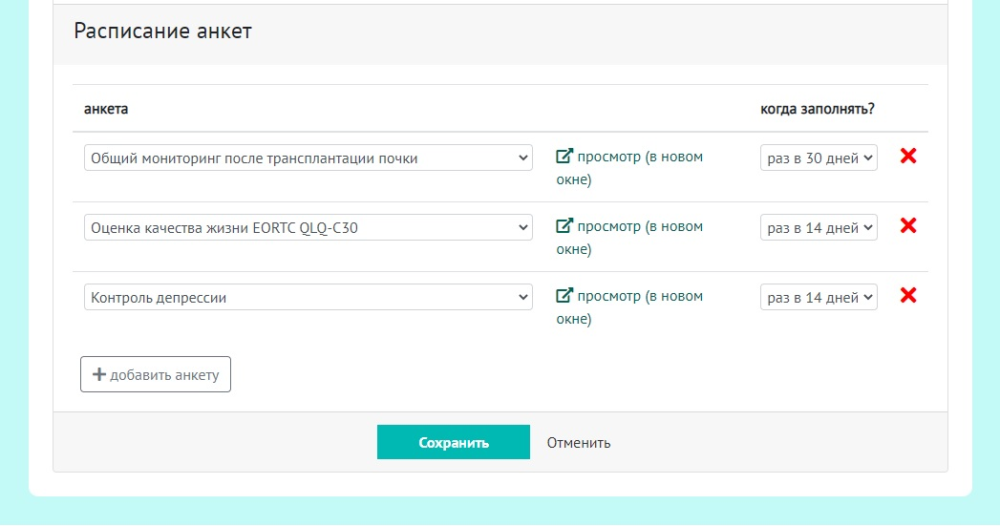 Расписание анкет
анкета
когда заполнять?
Общий мониторинг после трансплантации почки
просмотр (в новом
окне)
раз в 30 дней
Оценка качества жизни EORTC QLQ-C30
просмотр (в новом
окне)
раз в 14 дней
Контроль депрессии
просмотр (в новом
окне)
раз в 14 дней
добавить анкету
Сохранить
Отменить